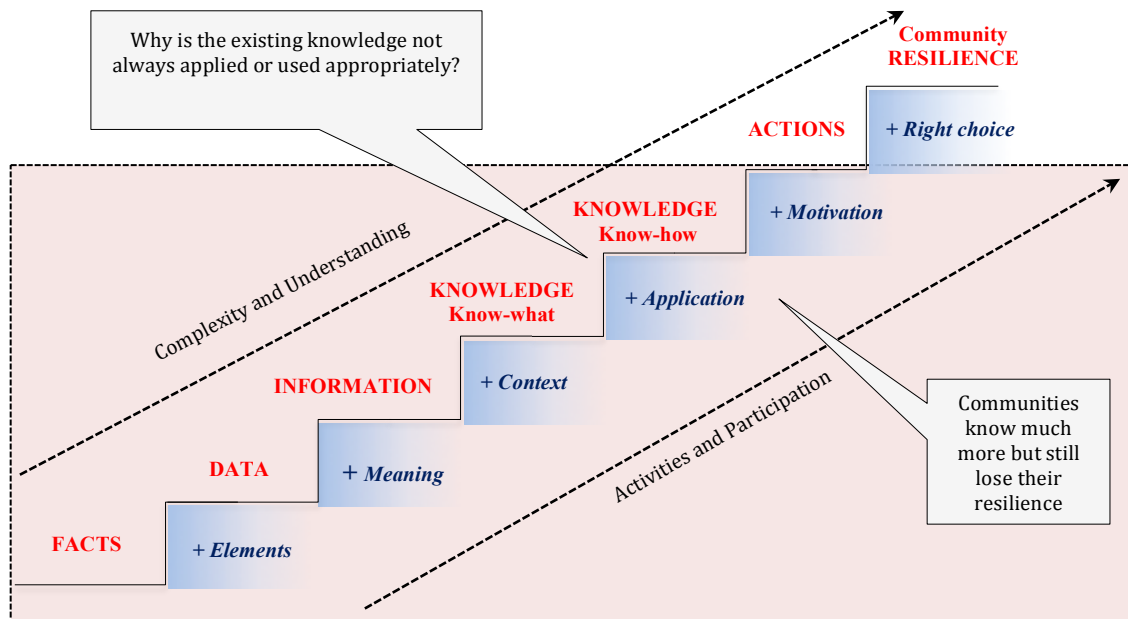 Why is the existing knowledge not
always applied or used appropriately?
Community
RESILIENCE
ACTIONS
+ Right choice
KNOWLEDGE
Know-how
+ Motivation
KNOWLEDGE
Know-what
+ Application
INFORMATION
+ Context
DATA
+ Meaning
FACTS
+ Elements
Complexity and Understanding
Activities and Participation
Communities
know much
more but still
lose their
resilience